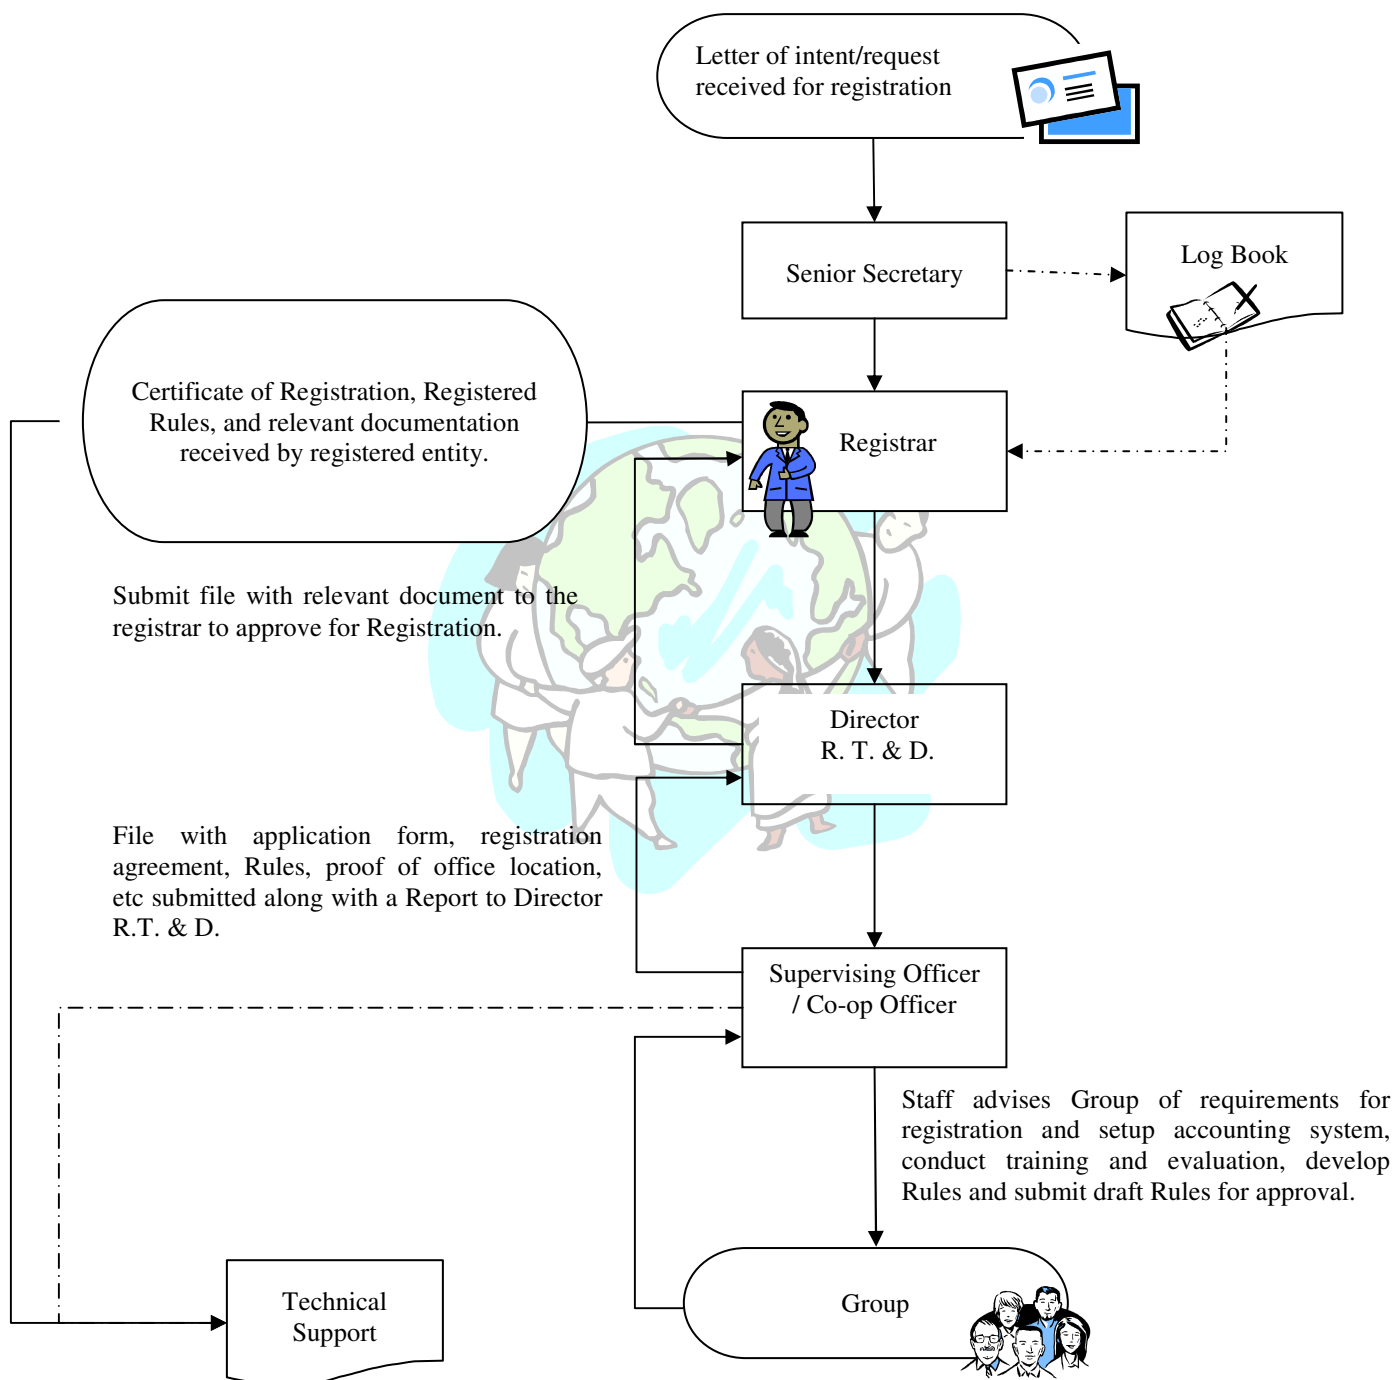 Letter of intent/request
received for registration
Senior Secretary
Log Book
Certificate of Registration, Registered
Rules, and relevant documentation
received by registered entity.
Registrar
Submit file with relevant document to the
registrar to approve for Registration.
Director
R. T. & D.
File with application form, registration
agreement, Rules, proof of office location,
etc submitted along with a Report to Director
R.T. & D.
Supervising Officer
/ Co-op Officer
Staff advises Group of requirements for
registration and setup accounting system,
conduct training and evaluation, develop
Rules and submit draft Rules for approval.
Technical
Support
Group